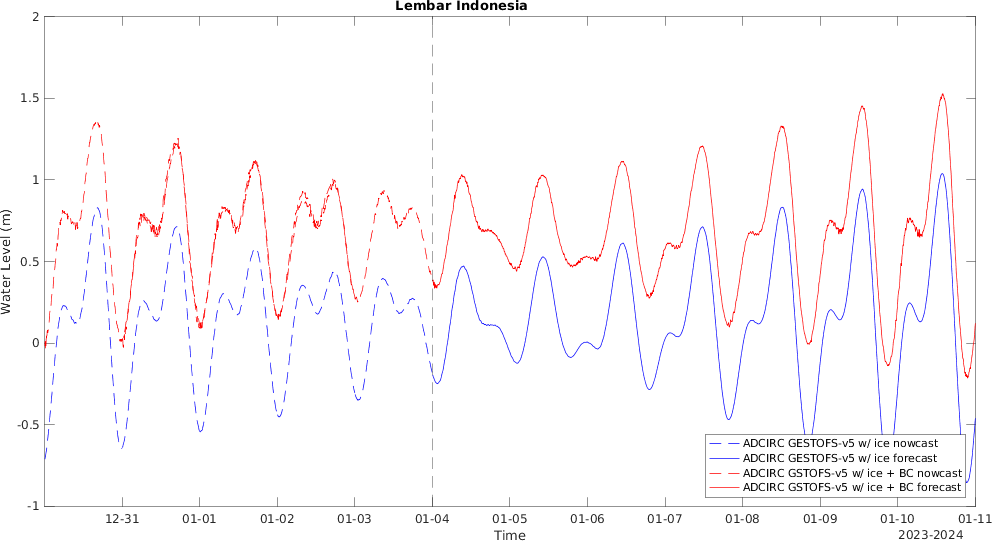 Lembar Indonesia
2
1.5
1
0.5
0
-0.5
-1
Water Level (m)
12-31
01-01
01-02
01-03
01-04
01-05
01-06
01-07
01-08
01-09
01-10
01-11
Time
2023-2024
ADCIRC GESTOFS-v5 w/ ice nowcast
ADCIRC GESTOFS-v5 w/ ice forecast
ADCIRC GSTOFS-v5 w/ ice + BC nowcast
ADCIRC GSTOFS-v5 w/ ice + BC forecast